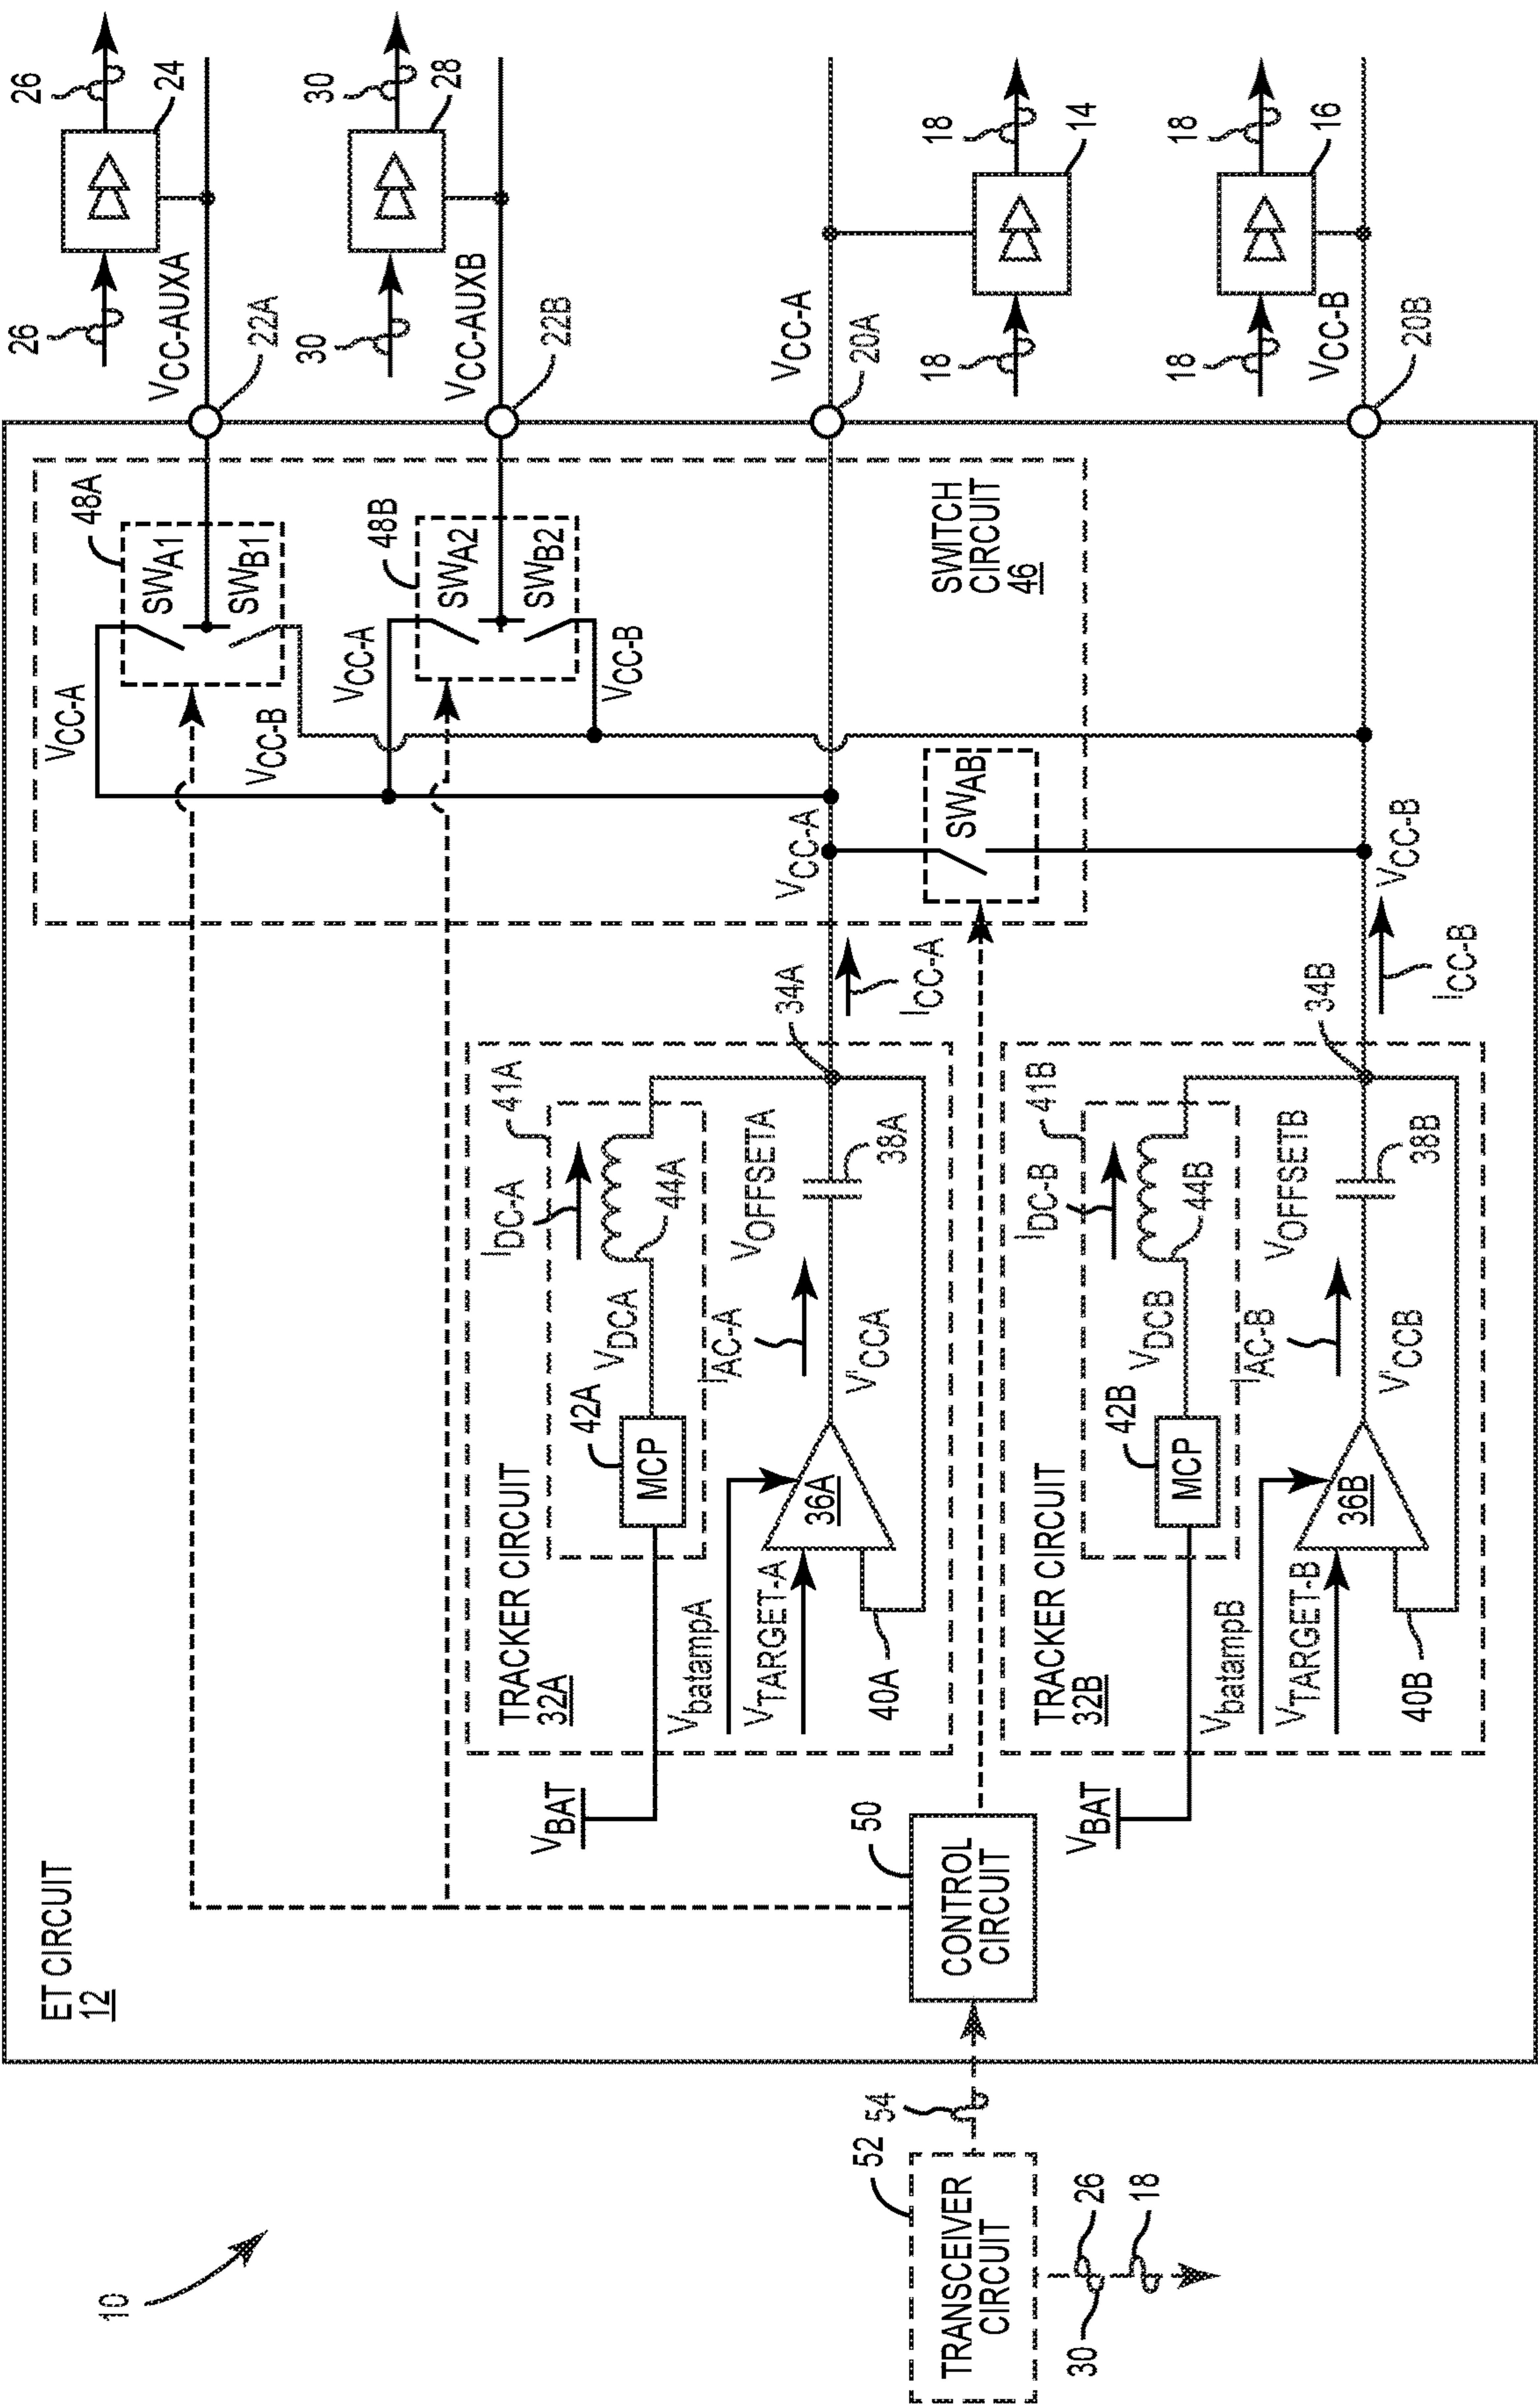 10
ET CIRCUIT
12
26
26
24
VCC-AUXA
22A
30
30
28
VCC-AUXB
22B
VCC-A
20A
18
18
14
18
18
16
VCC-B
20B
48A
SWA1
SWB1
VCC-A
VCC-B
48B
SWA2
SWB2
VCC-A
VCC-B
SWITCH
CIRCUIT
46
VCC-A
SWAB
VCC-B
ICC-A
ICC-B
34A
34B
TRACKER CIRCUIT
32A
41A
IDC-A
44A
VDCA
42A
MCP
VOFFSETA
38A
IAC-A
V'CCA
36A
VbatampA
VTARGET-A
40A
VBAT
TRACKER CIRCUIT
32B
41B
IDC-B
44B
VDCB
42B
MCP
VOFFSETB
38B
IAC-B
V'CCB
36B
VbatampB
VTARGET-B
40B
VBAT
50
CONTROL
CIRCUIT
54
52
TRANSCEIVER
CIRCUIT
26
18
30